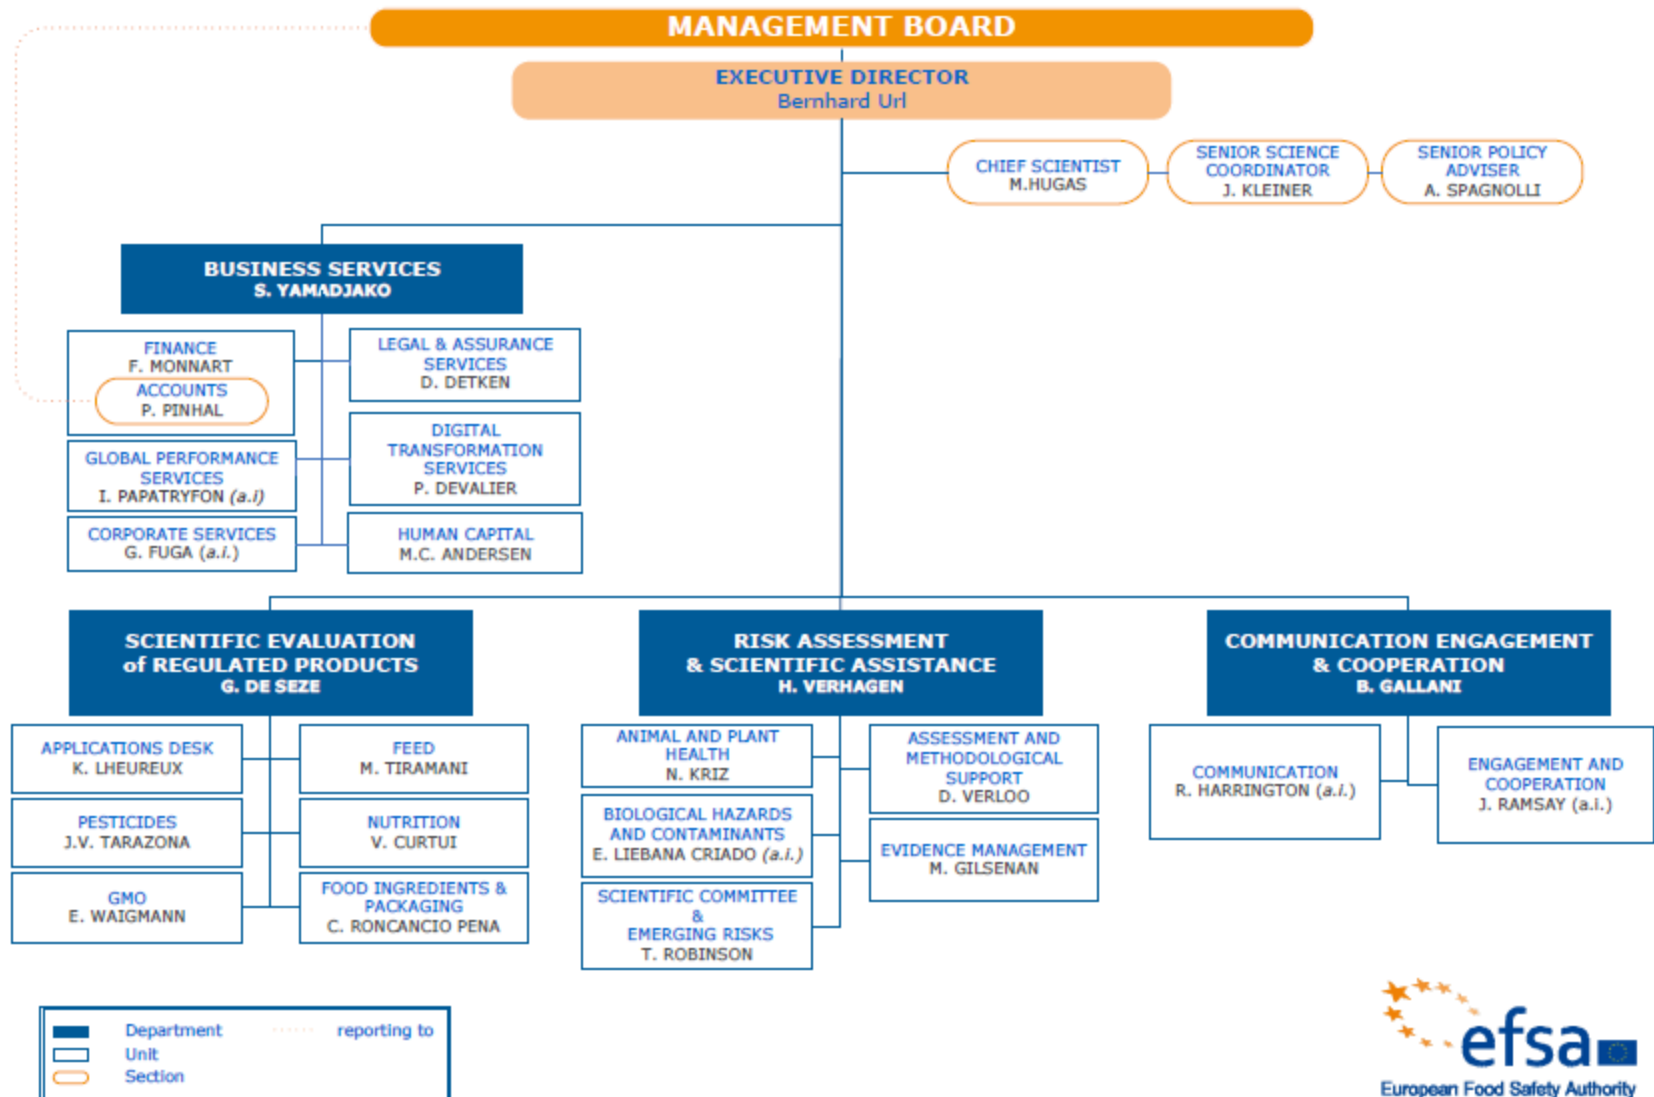 MANAGEMENT BOARD
EXECUTIVE DIRECTOR
Bernhard Url
CHIEF SCIENTIST
M.HUGAS
SENIOR SCIENCE
COORDINATOR
J. KLEINER
SENIOR POLICY
ADVISER
A. SPAGNOLLI
BUSINESS SERVICES
S. YAMADJAKO
FINANCE
F. MONNART
ACCOUNTS
P. PINHAL
LEGAL & ASSURANCE
SERVICES
D. DETKEN
GLOBAL PERFORMANCE
SERVICES
I. PAPATRYFON (a.i)
DIGITAL
TRANSFORMATION
SERVICES
P. DEVALIER
CORPORATE SERVICES
G. FUGA (a.i.)
HUMAN CAPITAL
M.C. ANDERSEN
SCIENTIFIC EVALUATION
of REGULATED PRODUCTS
G. DE SEZE
APPLICATIONS DESK
K. LHEUREUX
FEED
M. TIRAMANI
PESTICIDES
J.V. TARAZONA
NUTRITION
V. CURTUI
GMO
E. WAIGMANN
FOOD INGREDIENTS &
PACKAGING
C. RONCANCIO PENA
RISK ASSESSMENT
& SCIENTIFIC ASSISTANCE
H. VERHAGEN
ANIMAL AND PLANT
HEALTH
N. KRIZ
ASSESSMENT AND
METHODOLOGICAL
SUPPORT
D. VERLOO
BIOLOGICAL HAZARDS
AND CONTAMINANTS
E. LIEBANA CRIADO (a.i.)
EVIDENCE MANAGEMENT
M. GILSENAN
SCIENTIFIC COMMITTEE
&
EMERGING RISKS
T. ROBINSON
COMMUNICATION ENGAGEMENT
& COOPERATION
B. GALLANI
COMMUNICATION
R. HARRINGTON (a.i.)
ENGAGEMENT AND
COOPERATION
J. RAMSAY (a.i.)
Department
reporting to
Unit
Section
efsa
European Food Safety Authority